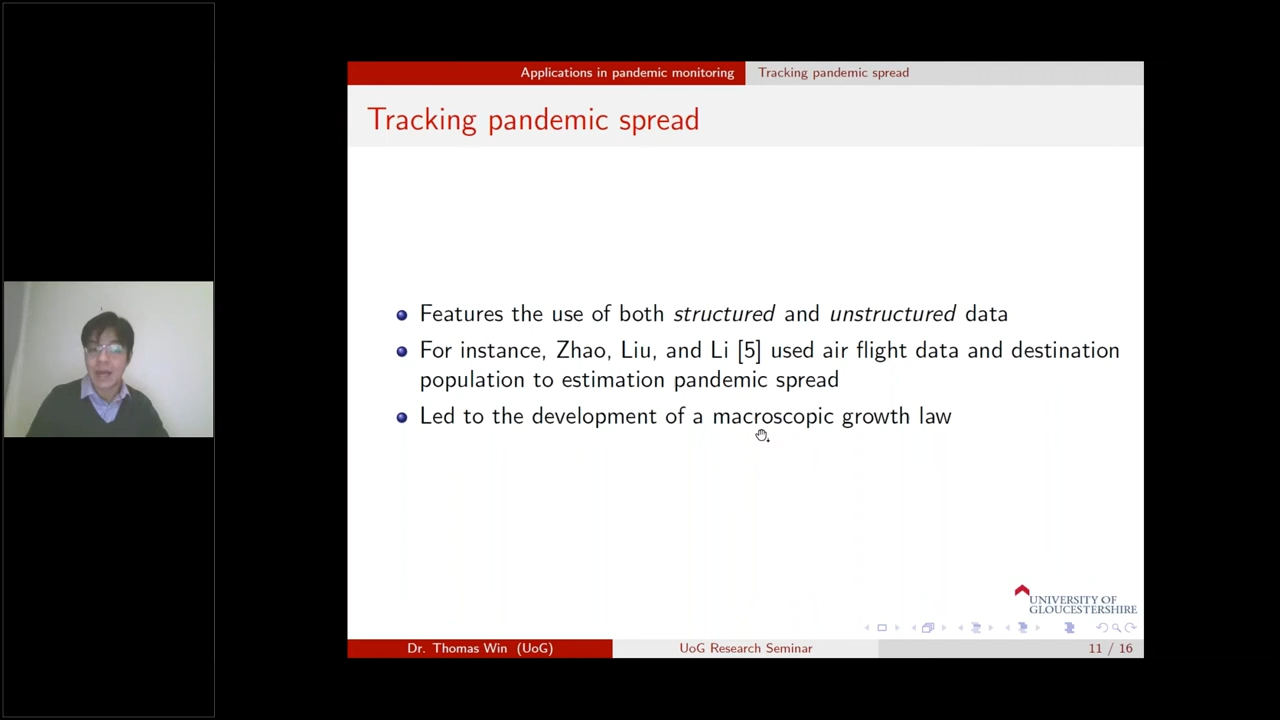 Applications in pandemic monitoring Tracking pandemic spread
Tracking pandemic spread
Features the use of both structured and unstructured data
For instance, Zhao, Liu, and Li [5] used air flight data and destination
population to estimation pandemic spread
Led to the development of a macroscopic growth law
UNIVERSITY OF
GLOUCESTERSHIRE
Dr. Thomas Win (UoG) UoG Research Seminar 11 / 16